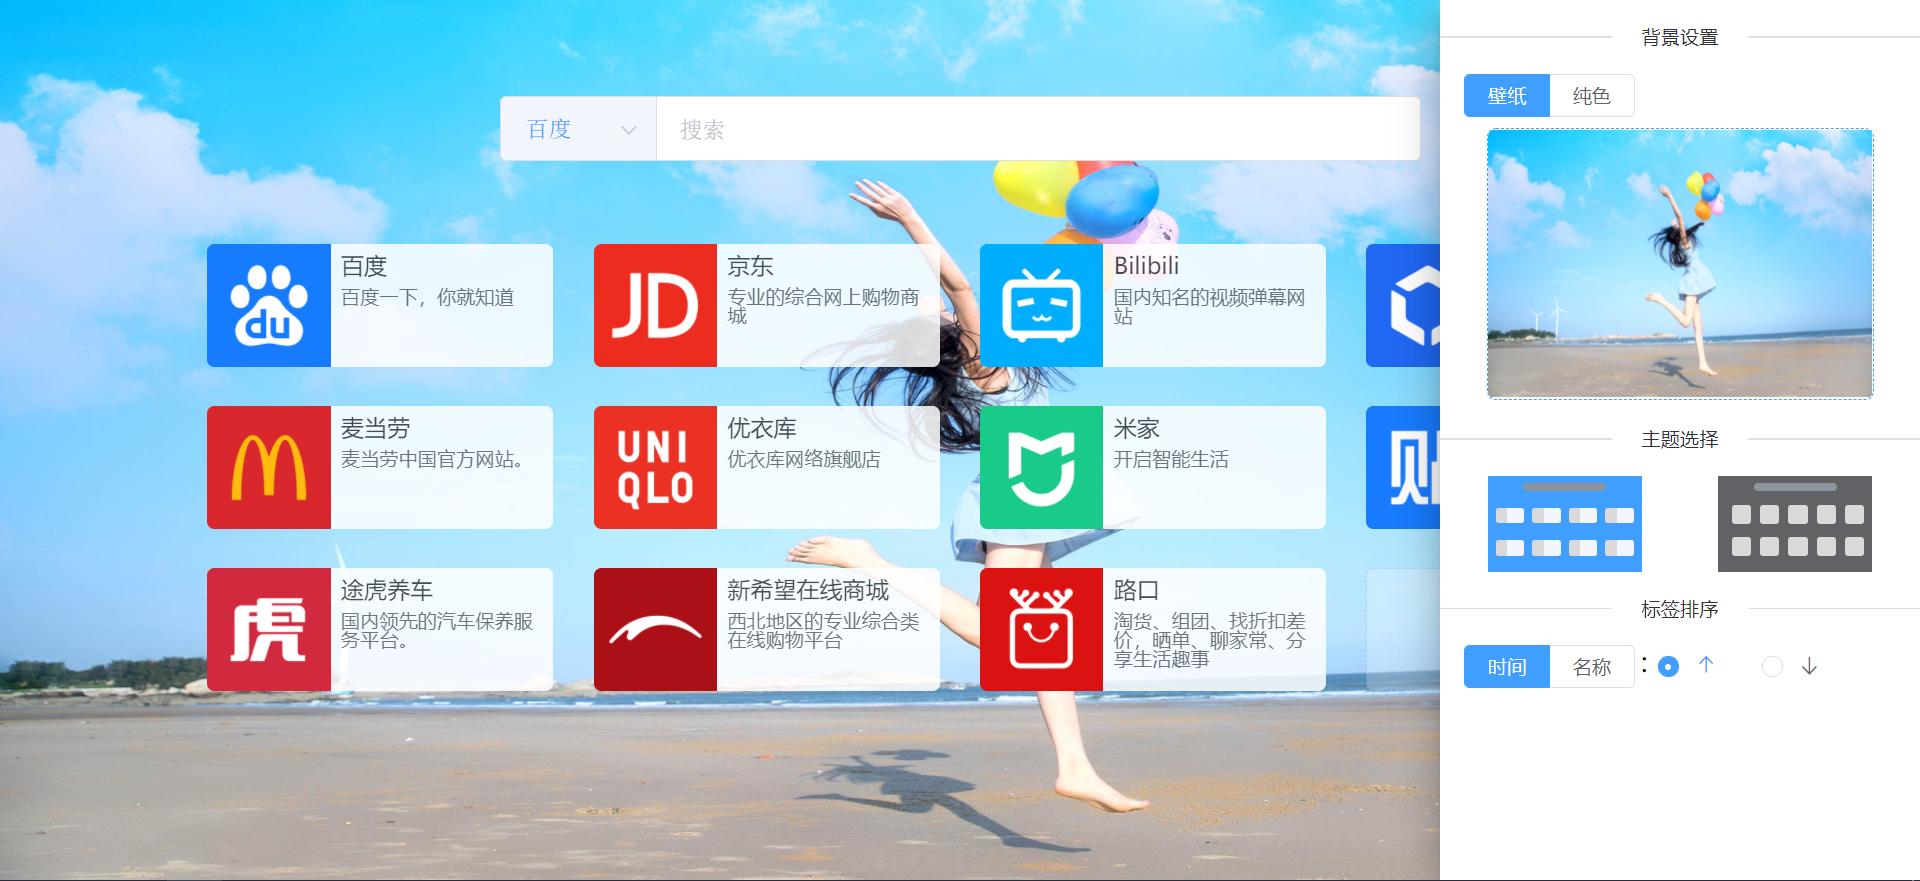 百度
搜索
百度
百度一下，你就知道
du
JD
京东
专业的综合网上购物商
城
Bilibili
国内知名的视频弹幕网
站
麦当劳
麦当劳中国官方网站。
UNI
QLO
优衣库
优衣库网络旗舰店
米家
开启智能生活
虎
途虎养车
国内领先的汽车保养服
务平台。
新希望在线商城
西北地区的专业综合类
在线购物平台
路口
淘货、组团、找折扣差
价，晒单、聊家常、分
享生活趣事
背景设置
壁纸 纯色
主题选择
标签排序
时间 名称 : ↑ ↓